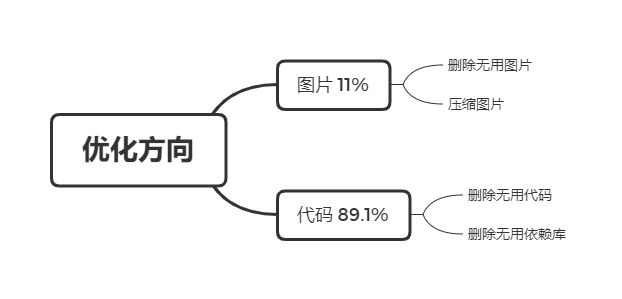 优化方向
图片 11%
删除无用图片
压缩图片
代码 89.1%
删除无用代码
删除无用依赖库